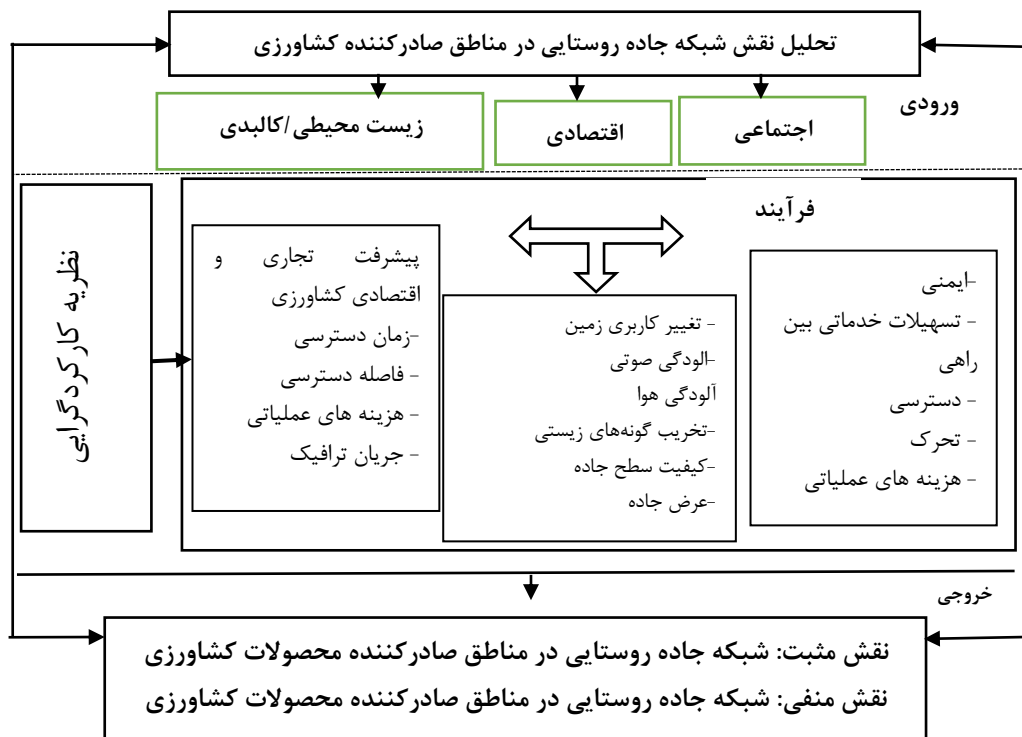 تحلیل نقش شبکه جاده روستایی در مناطق صادرکننده کشاورزی
ورودی
اجتماعی
اقتصادی
زیست محیطی/کالبدی
فرآیند
-ایمنی
- تسهیلات خدماتی بین
راهی
- دسترسی
- تحرک
- هزینه های عملیاتی
- تغییر کاربری زمین
-الودگی صوتی
آلودگی هوا
-تخریب گونه‌های زیستی
-کیفیت سطح جاده
-عرض جاده
پیشرفت تجاری و
اقتصادی کشاورزی
-زمان دسترسی
- فاصله دسترسی
- هزینه های عملیاتی
- جریان ترافیک
نظریه کارکردگرایی
خروجی
نقش مثبت: شبکه جاده روستایی در مناطق صادرکننده محصولات کشاورزی
نقش منفی: شبکه جاده روستایی در مناطق صادرکننده محصولات کشاورزی